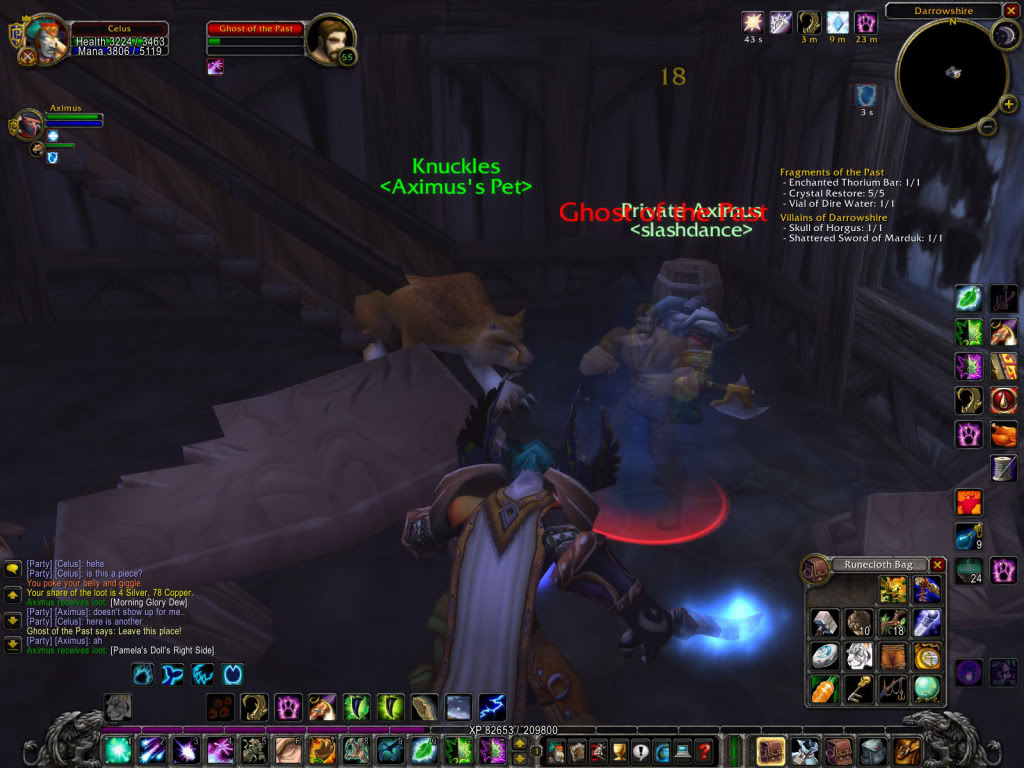 Celus
Health 3224 / 3463
Mana 3806 / 5119
Ghost of the Past
55
43 s
3 m
9 m
23 m
Darrowshire
N
18
3 s
Aximus
Knuckles
<Aximus's Pet>
Ghost of the Past
Private Aximus
<slashdance>
Fragments of the Past
- Enchanted Thorium Bar: 1/1
- Crystal Restore: 5/5
- Vial of Dire Water: 1/1
Villains of Darrowshire
- Skull of Horgus: 1/1
- Shattered Sword of Marduk: 1/1
9
24
Runecloth Bag
10
18
[Party] [Celus]: hehe
[Party] [Celus]: is this a piece?
You poke your belly and giggle.
Your share of the loot is 4 Silver, 78 Copper.
Aximus receives loot: [Morning Glory Dew]
[Party] [Aximus]: doesn't show up for me..
[Party] [Celus]: here is another
Ghost of the Past says: Leave this place!
[Party] [Aximus]: ah
Aximus receives loot: [Pamela's Doll's Right Side]
XP 82653 / 209800